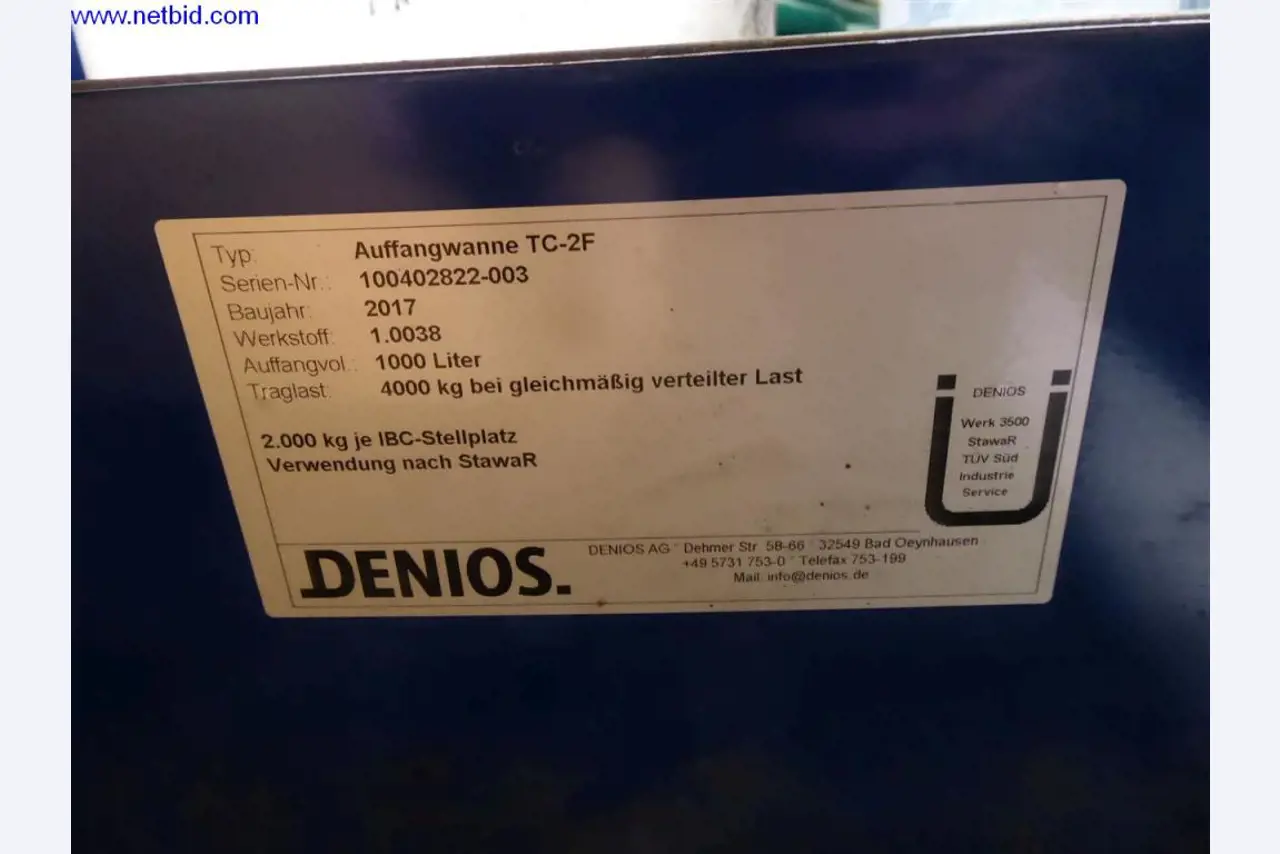 www.netbid.com
Typ: Auffangwanne TC-2F
Serien-Nr.: 100402822-003
Baujahr: 2017
Werkstoff: 1.0038
Auffangvol.: 1000 Liter
Traglast: 4000 kg bei gleichmäßig verteilter Last
2.000 kg je IBC-Stellplatz
Verwendung nach StawaR
Ü
DENIOS
Werk 3500
StawaR
TÜV Süd
Industrie
Service
DENIOS.
DENIOS AG · Dehmer Str. 58-66 · 32549 Bad Oeynhausen
+49 5731 753-0 · Telefax 753-199
Mail: info@denios.de